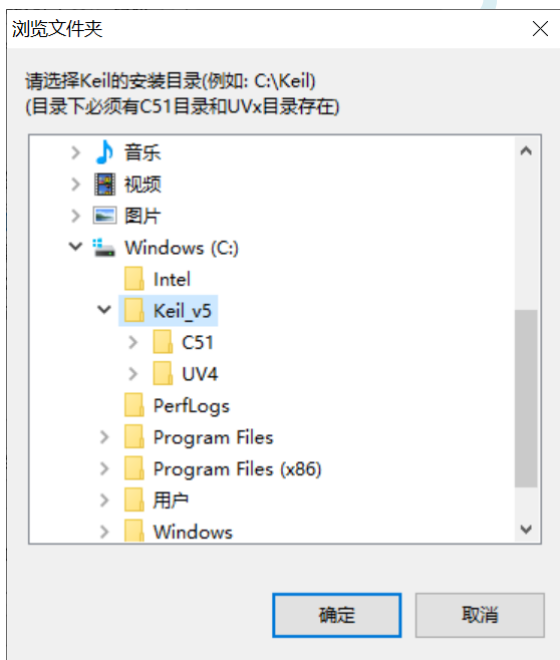 浏览文件夹
请选择Keil的安装目录(例如: C:\Keil)
(目录下必须有C51目录和UVx目录存在)
音乐
视频
图片
Windows (C:)
Intel
Keil_v5
C51
UV4
PerfLogs
Program Files
Program Files (x86)
用户
Windows
确定
取消